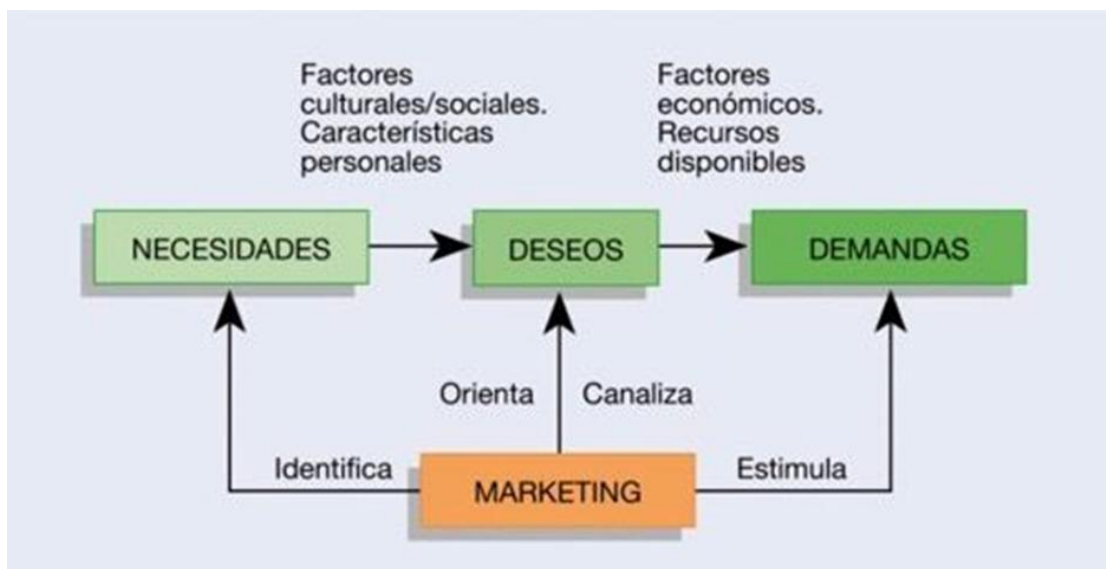 Factores
culturales/sociales.
Características
personales
Factores
económicos.
Recursos
disponibles
NECESIDADES
DESEOS
DEMANDAS
Orienta
Canaliza
Identifica
MARKETING
Estimula